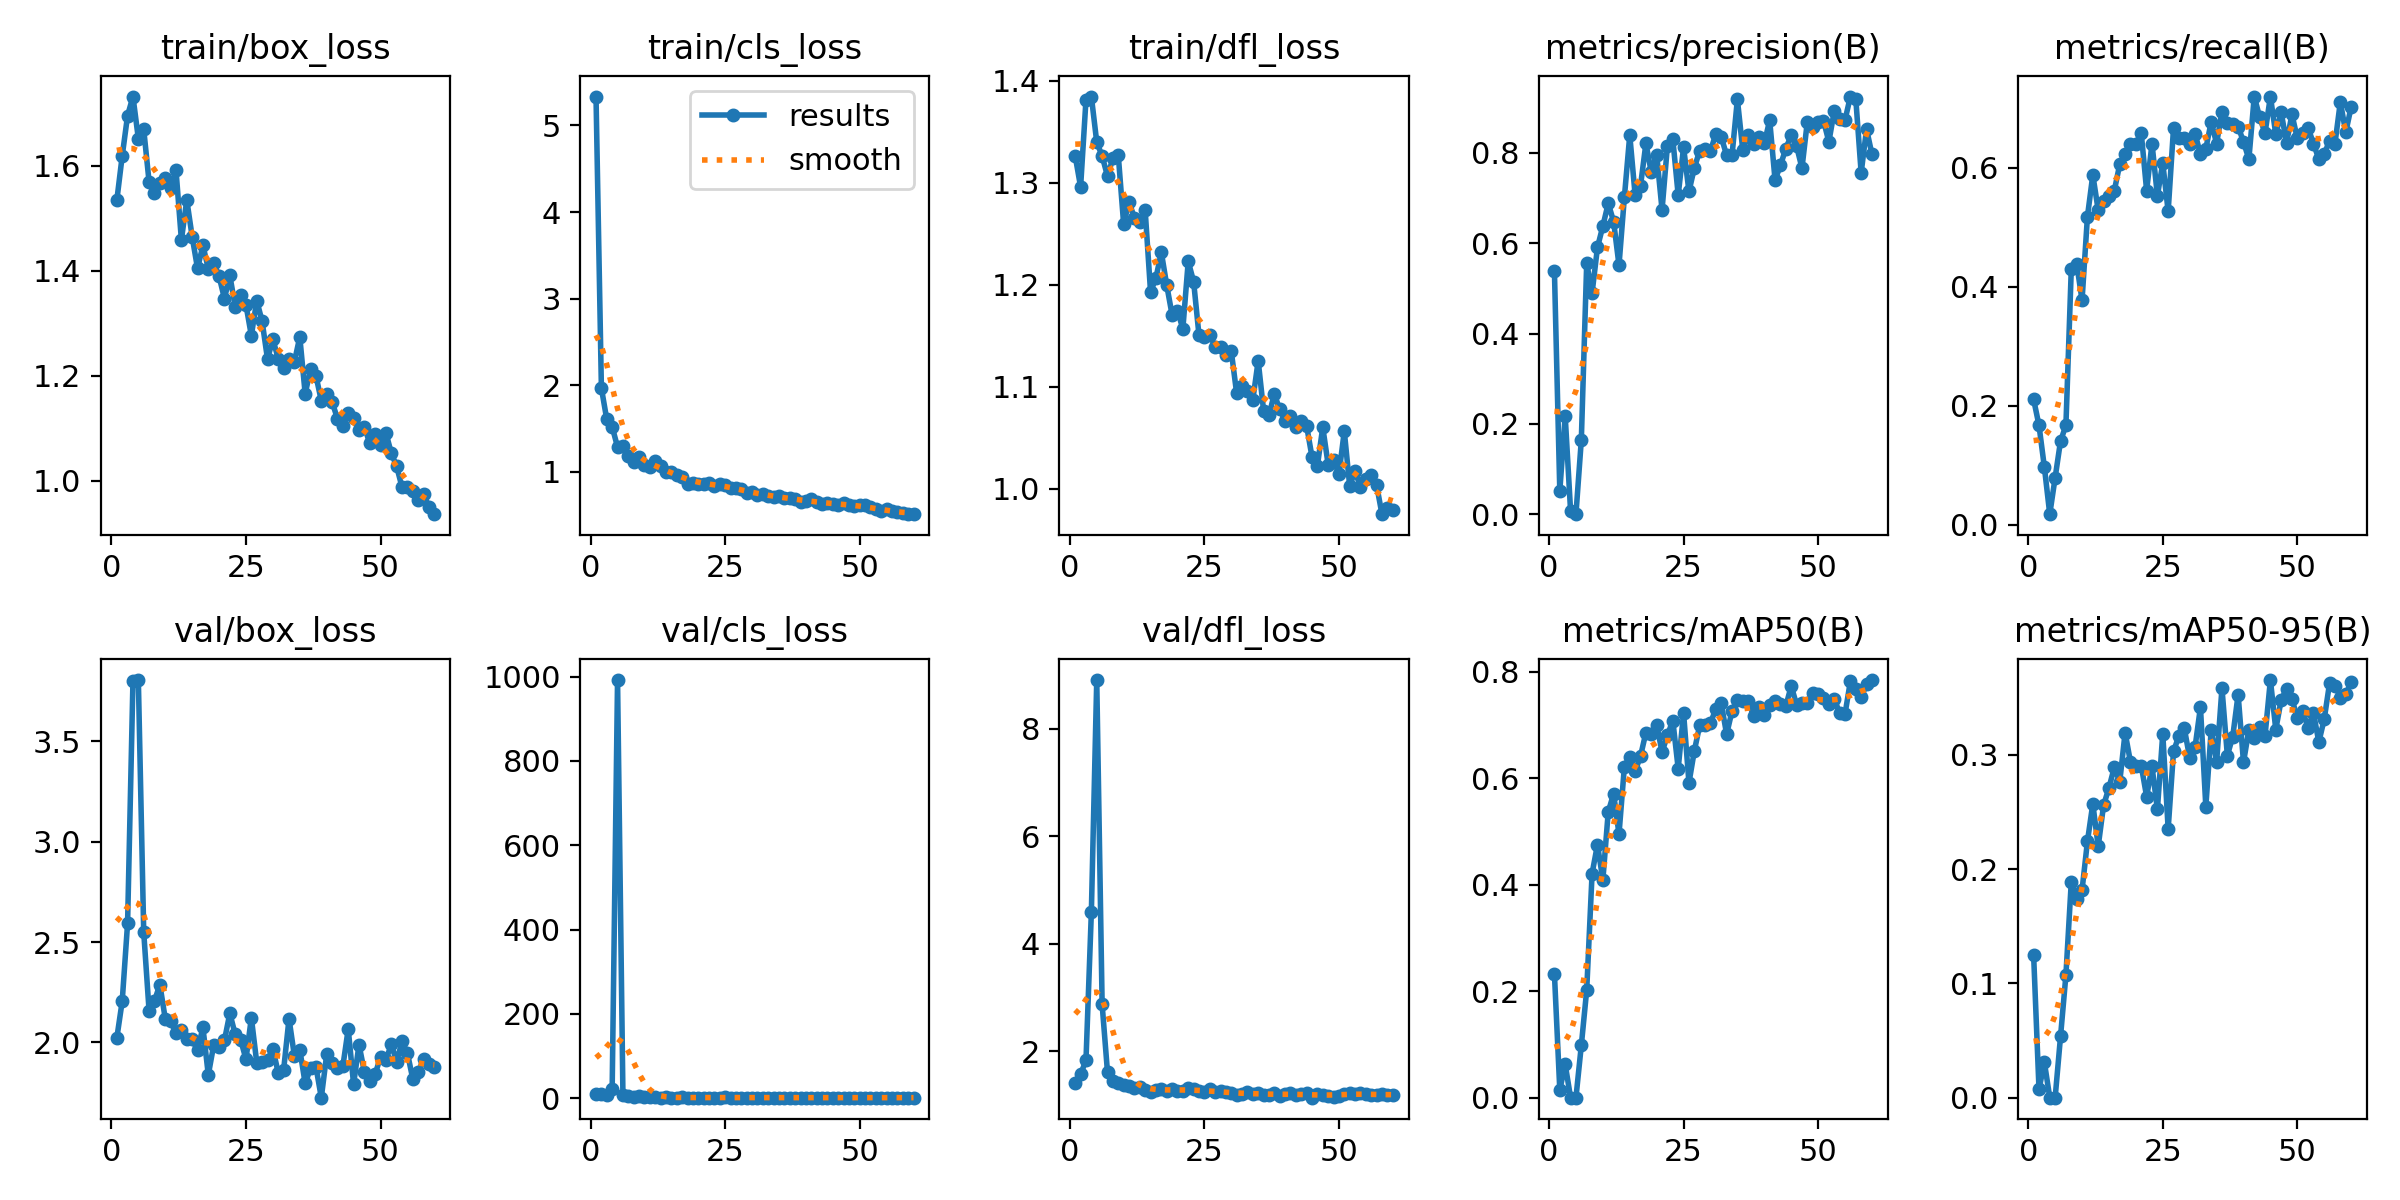 train/box_loss
1.6
1.4
1.2
1.0
0 25 50
train/cls_loss
results
smooth
5
4
3
2
1
0 25 50
train/dfl_loss
1.4
1.3
1.2
1.1
1.0
0 25 50
metrics/precision(B)
0.8
0.6
0.4
0.2
0.0
0 25 50
metrics/recall(B)
0.6
0.4
0.2
0.0
0 25 50
val/box_loss
3.5
3.0
2.5
2.0
0 25 50
val/cls_loss
1000
800
600
400
200
0
0 25 50
val/dfl_loss
8
6
4
2
0 25 50
metrics/mAP50(B)
0.8
0.6
0.4
0.2
0.0
0 25 50
metrics/mAP50-95(B)
0.3
0.2
0.1
0.0
0 25 50